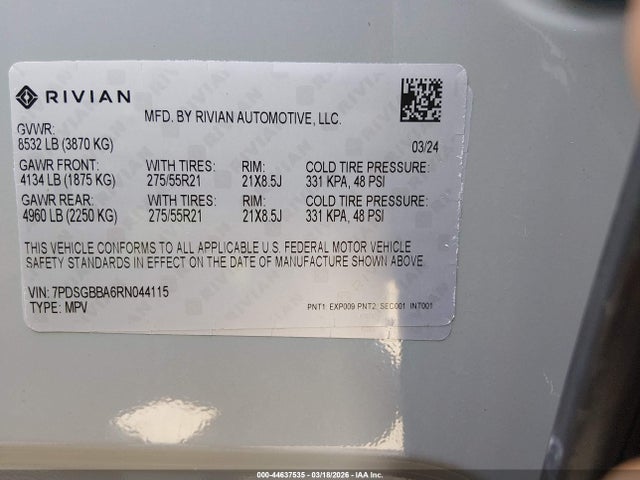 RIVIAN
MFD. BY RIVIAN AUTOMOTIVE, LLC.
GVWR:
8532 LB (3870 KG) 03/24
GAWR FRONT: WITH TIRES: RIM: COLD TIRE PRESSURE:
4134 LB (1875 KG) 275/55R21 21X8.5J 331 KPA, 48 PSI
GAWR REAR: WITH TIRES: RIM: COLD TIRE PRESSURE:
4960 LB (2250 KG) 275/55R21 21X8.5J 331 KPA, 48 PSI
THIS VEHICLE CONFORMS TO ALL APPLICABLE U.S. FEDERAL MOTOR VEHICLE
SAFETY STANDARDS IN EFFECT ON THE DATE OF MANUFACTURE SHOWN ABOVE.
VIN: 7PDSGBBA6RN044115
TYPE: MPV
PNT1: EXP009 PNT2: SEC001 INT001
000-44637535 - 03/18/2026 - IAA Inc.